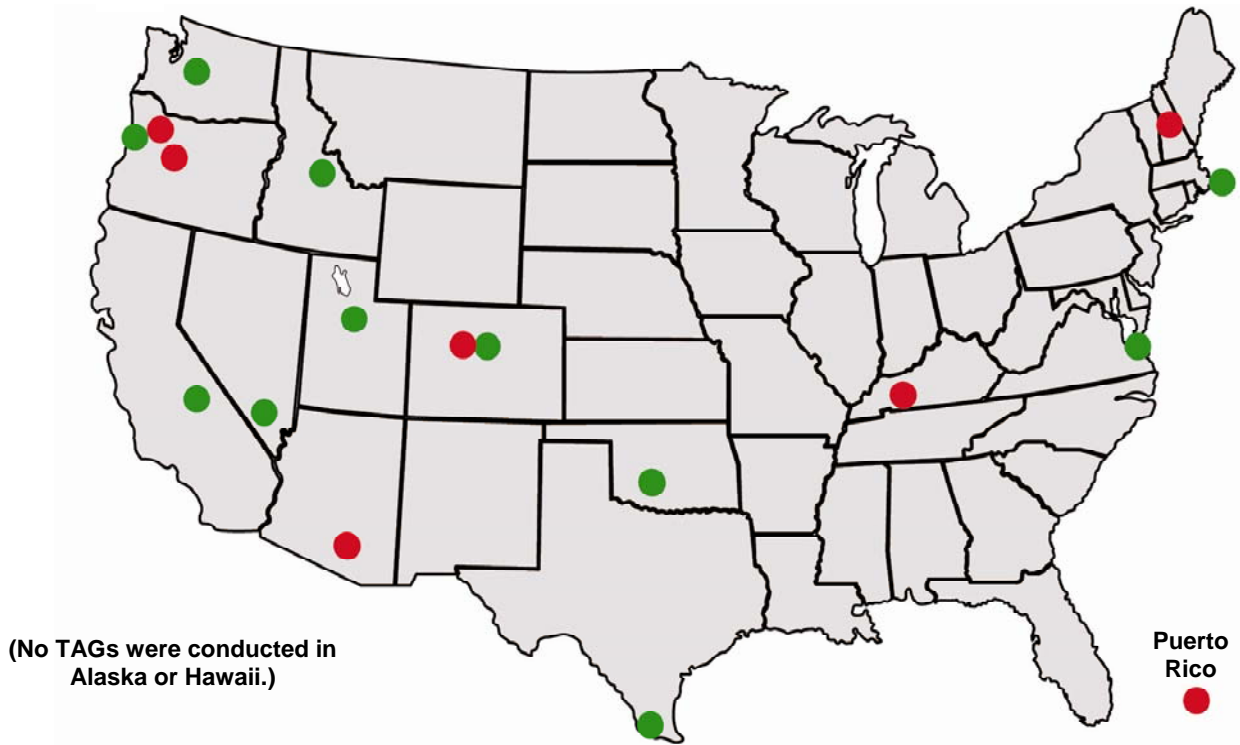 (No TAGs were conducted in
Alaska or Hawaii.)
Puerto
Rico